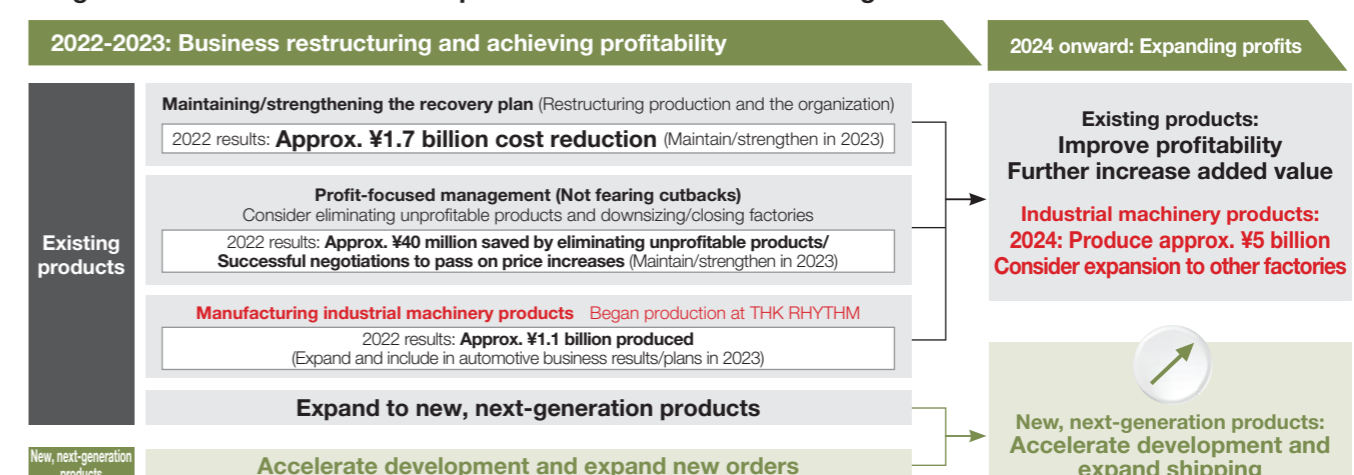 2022-2023: Business restructuring and achieving profitability
2024 onward: Expanding profits
Existing
products
Maintaining/strengthening the recovery plan (Restructuring production and the organization)
2022 results: Approx. ¥1.7 billion cost reduction (Maintain/strengthen in 2023)
Profit-focused management (Not fearing cutbacks)
Consider eliminating unprofitable products and downsizing/closing factories
2022 results: Approx. ¥40 million saved by eliminating unprofitable products/
Successful negotiations to pass on price increases (Maintain/strengthen in 2023)
Manufacturing industrial machinery products Began production at THK RHYTHM
2022 results: Approx. ¥1.1 billion produced
(Expand and include in automotive business results/plans in 2023)
Expand to new, next-generation products
Existing products:
Improve profitability
Further increase added value
Industrial machinery products:
2024: Produce approx. ¥5 billion
Consider expansion to other factories
New, next-generation
products
Accelerate development and expand new orders
New, next-generation products:
Accelerate development and
expand shipping